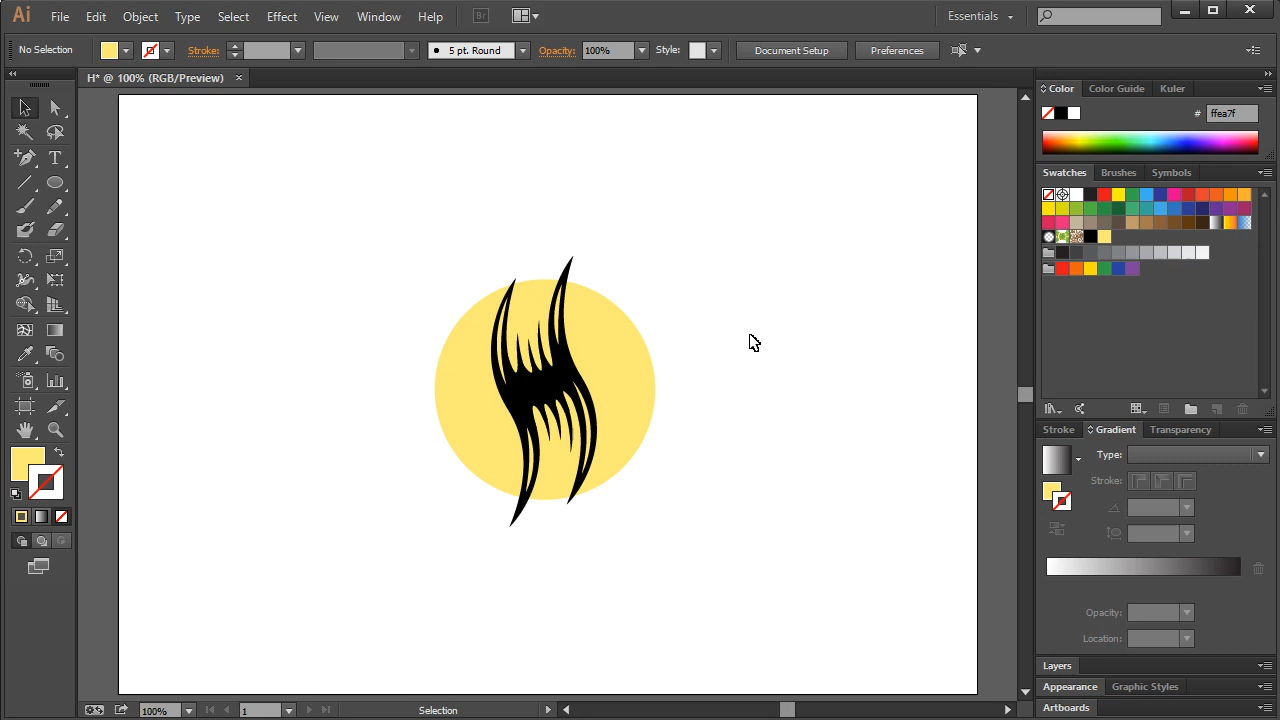 Ai File Edit Object Type Select Effect View Window Help Br Essentials
No Selection Stroke: 5 pt. Round Opacity: 100% Style: Document Setup Preferences
H* @ 100% (RGB/Preview)
Color Color Guide Kuler
# ffea7f
Swatches Brushes Symbols
Stroke Gradient Transparency
Type:
Stroke:
Opacity:
Location:
Layers
Appearance Graphic Styles
Artboards
100% 1 Selection